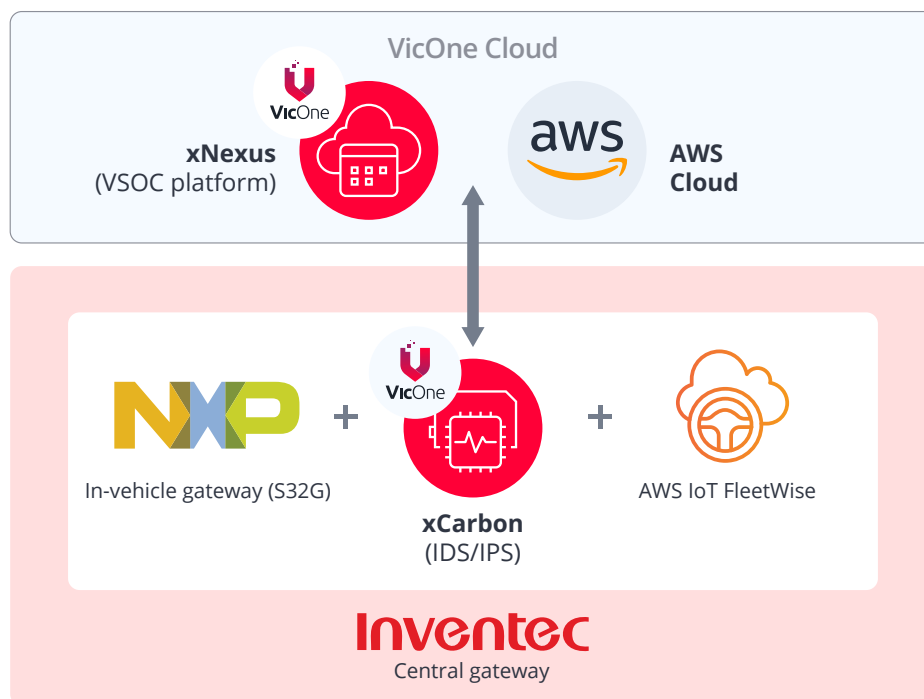 VicOne Cloud
VicOne
xNexus
(VSOC platform)
aws
AWS
Cloud
NXP
+
VicOne
+
In-vehicle gateway (S32G)
xCarbon
(IDS/IPS)
AWS IoT FleetWise
Inventec
Central gateway